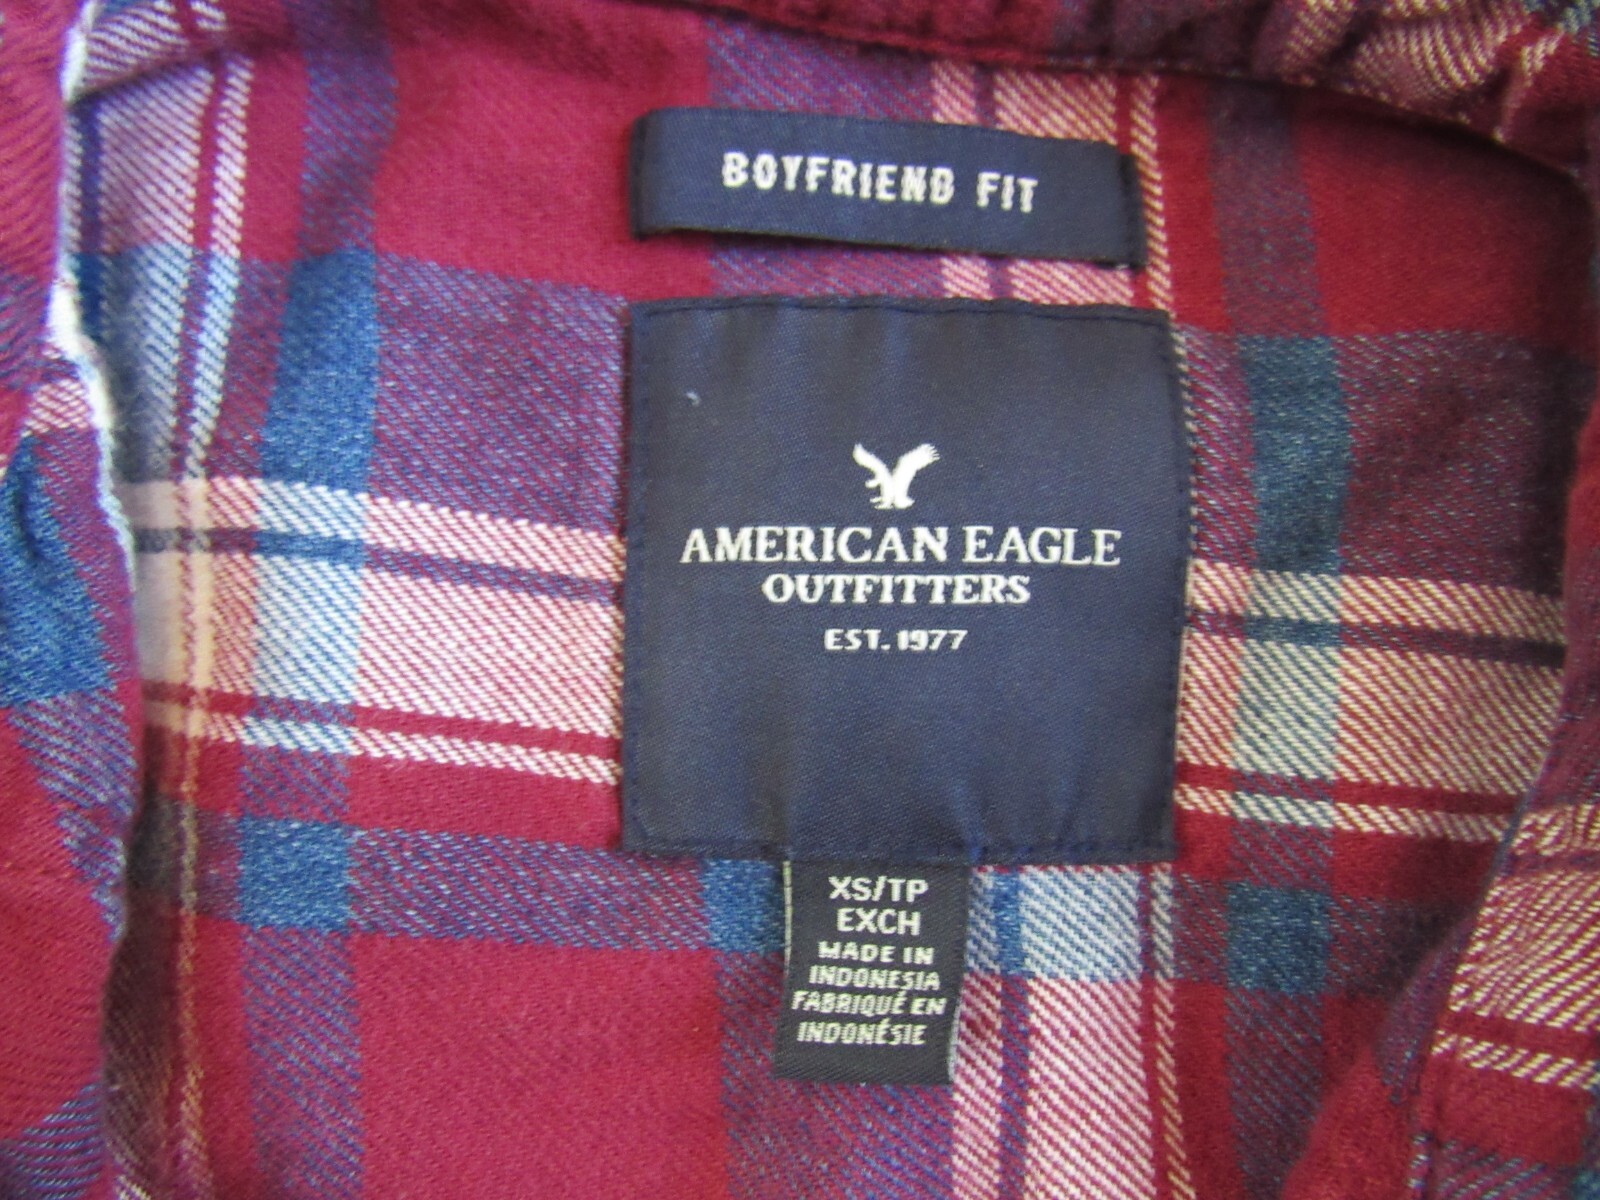 BOYFRIEND FIT
AMERICAN EAGLE
OUTFITTERS
EST. 1977
XS/TP
EXCH
MADE IN
INDONESIA
FABRIQUÉ EN
INDONÉSIE